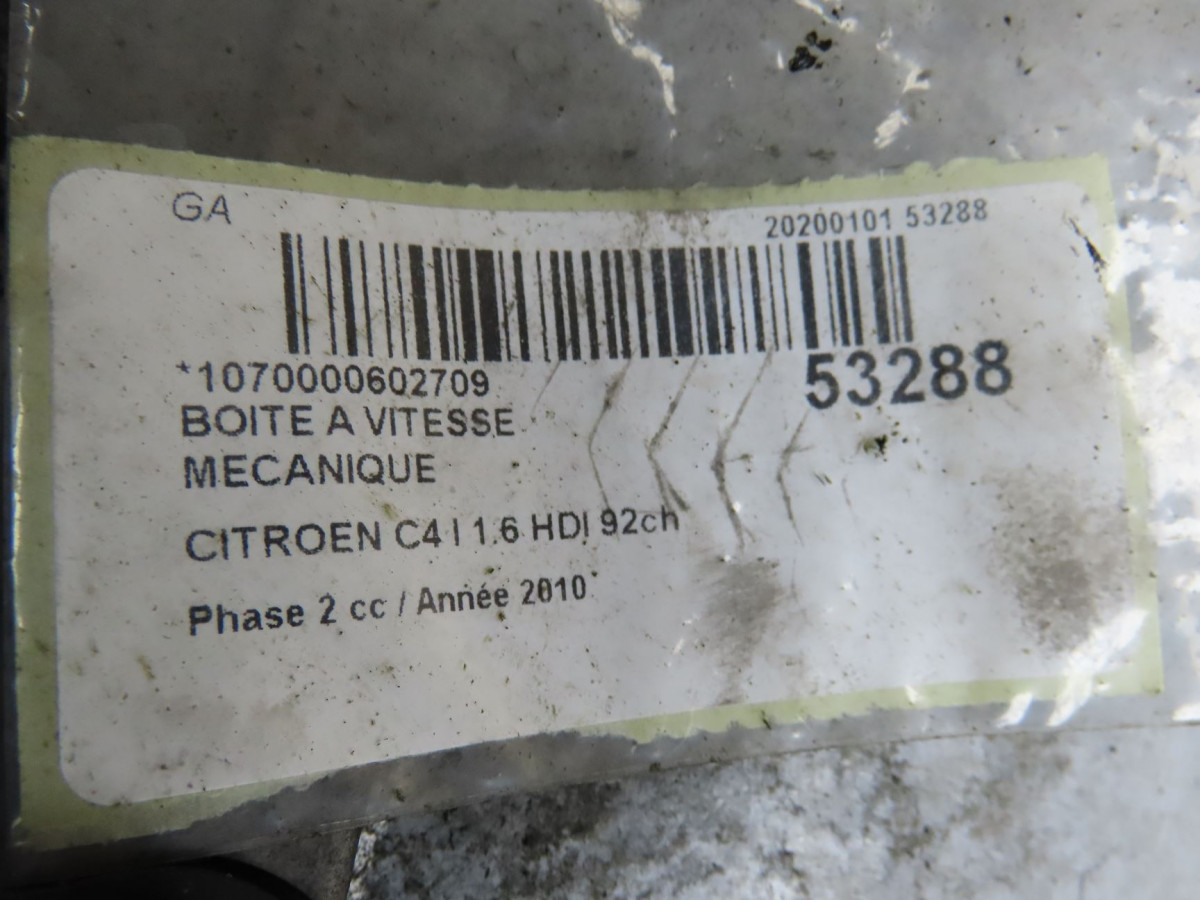 GA
20200101 53288
*1070000602709
53288
BOITE A VITESSE
MECANIQUE
CITROEN C4 I 1.6 HDI 92ch
Phase 2 cc / Année 2010